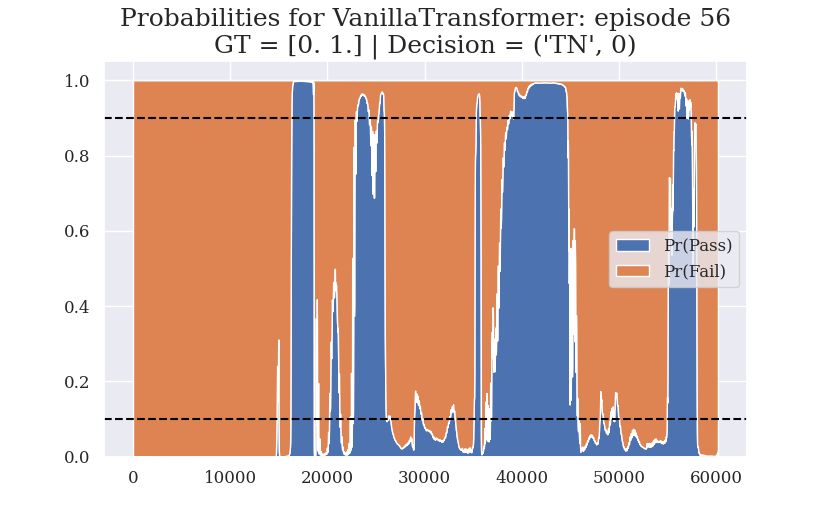 Probabilities for VanillaTransformer: episode 56
GT = [0. 1.] | Decision = ('TN', 0)
1.0
0.8
0.6
0.4
0.2
0.0
Pr(Pass)
Pr(Fail)
0 10000 20000 30000 40000 50000 60000